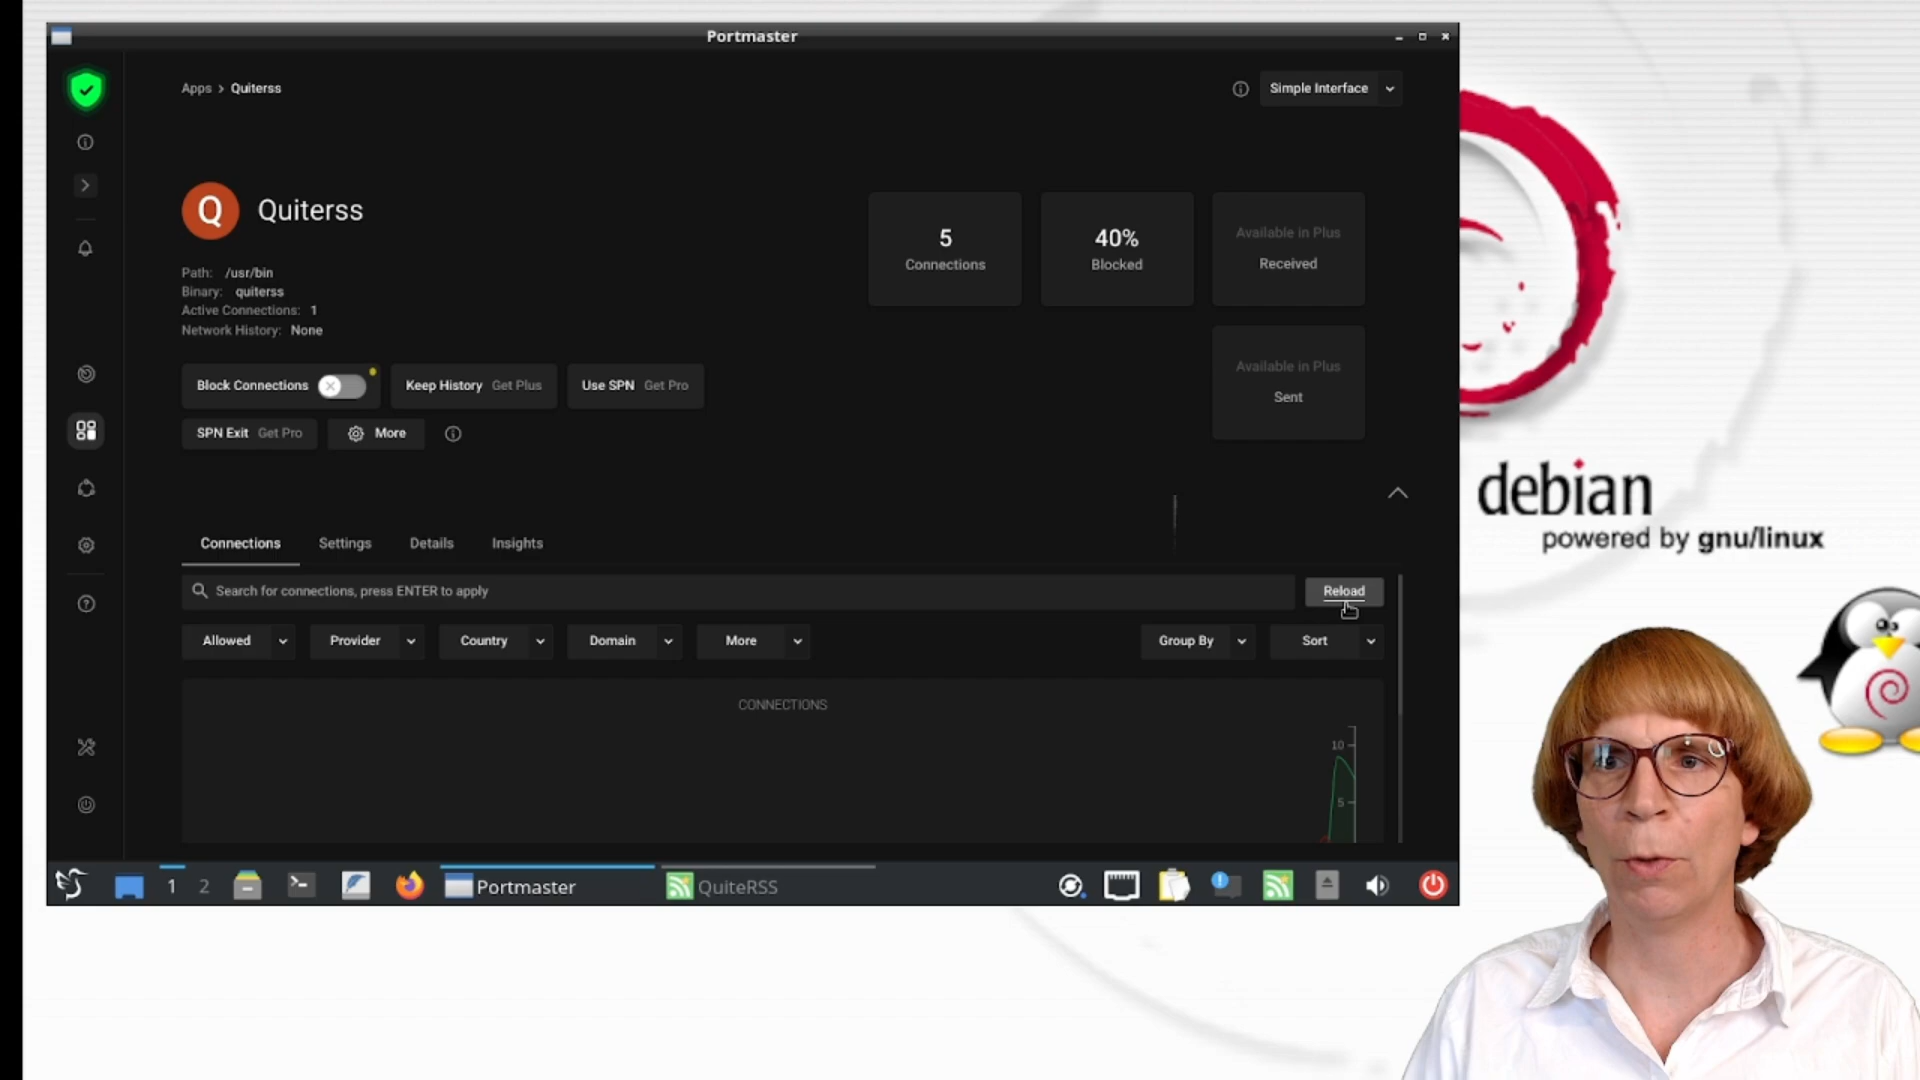 Portmaster
Apps > Quiterss
Simple Interface
Q
Quiterss
Path: /usr/bin
Binary: quiterss
Active Connections: 1
Network History: None
5
Connections
40%
Blocked
Available in Plus
Received
Available in Plus
Sent
Block Connections
Keep History Get Plus
Use SPN Get Pro
SPN Exit Get Pro
More
Connections
Settings
Details
Insights
Search for connections, press ENTER to apply
Reload
Allowed
Provider
Country
Domain
More
Group By
Sort
CONNECTIONS
10
5
1
2
Portmaster
QuiteRSS
debian
powered by gnu/linux